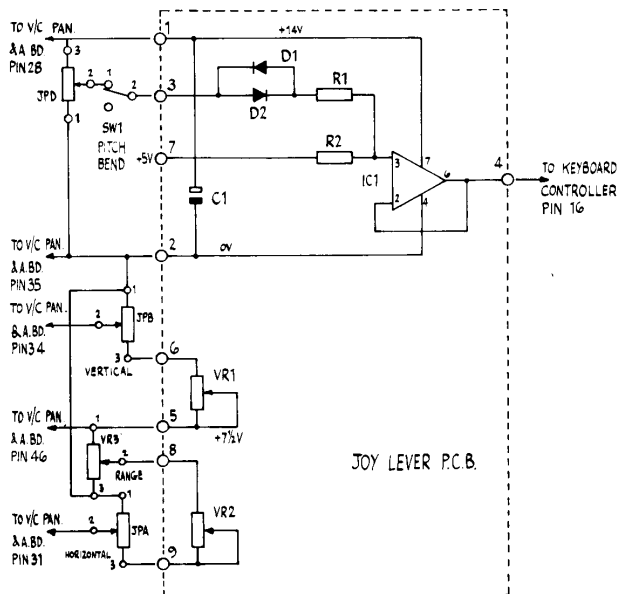 TO V/C PAN.
& A. BD.
PIN 28
3
JPD
2
1
2
1
SW1
PITCH
BEND
1
+14V
3
D1
D2
R1
7
+5V
R2
C1
3
2
7
6
4
IC1
4
TO KEYBOARD
CONTROLLER
PIN 16
TO V/C PAN.
& A. BD.
PIN 35
2
0V
TO V/C PAN
& A. BD.
PIN 34
1
2
JPB
3
VERTICAL
6
VR1
TO V/C PAN
& A. BD.
PIN 46
1
5
+7½V
VR3
2
8
RANGE
3
JOY LEVER P.C.B.
TO V/C PAN.
& A. BD.
PIN 31
1
2
JPA
HORIZONTAL
3
9
VR2